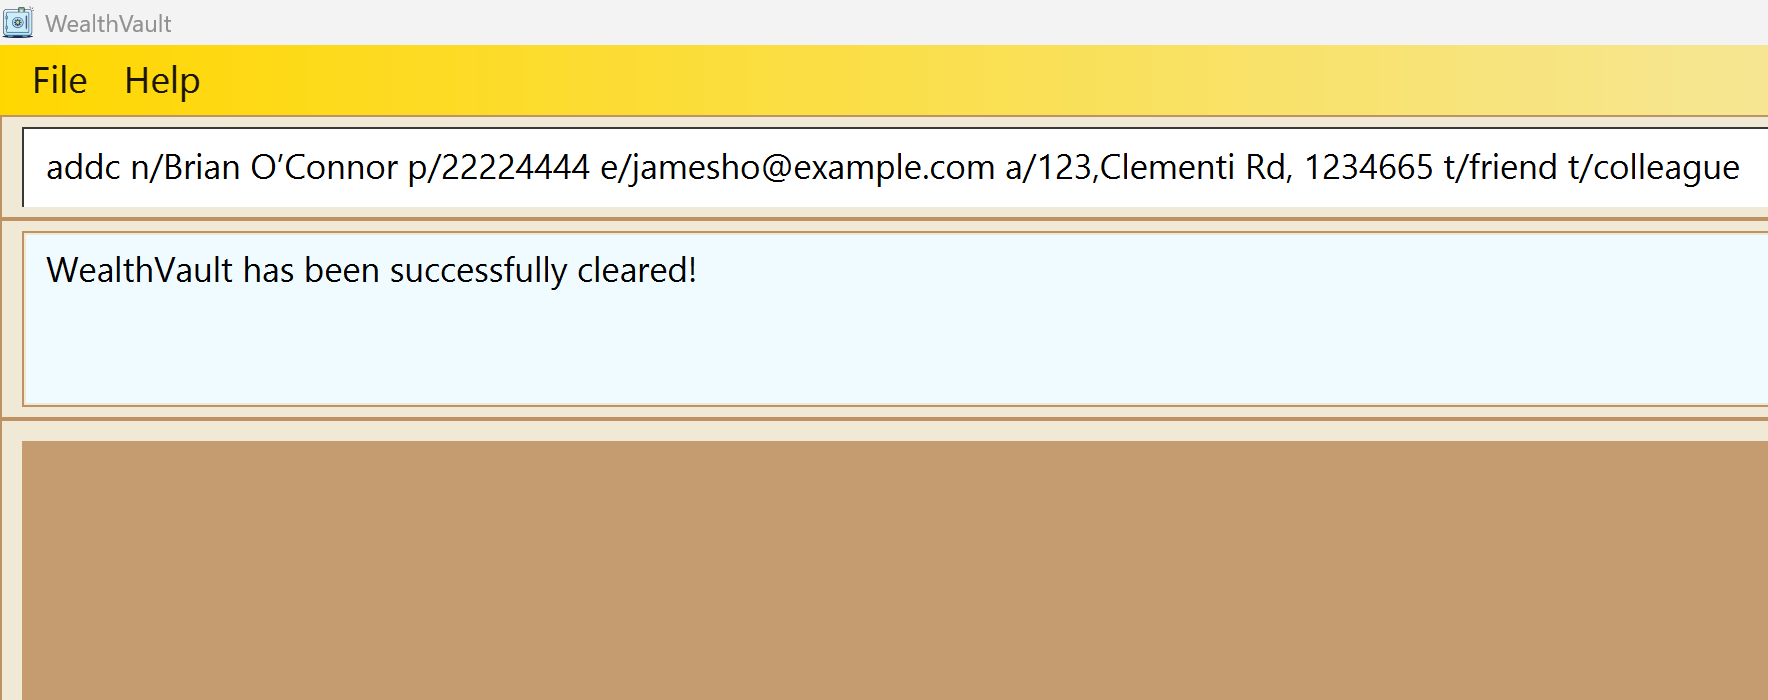 WealthVault
File Help
addc n/Brian O’Connor p/22224444 e/jamesho@example.com a/123,Clementi Rd, 1234665 t/friend t/colleague
WealthVault has been successfully cleared!